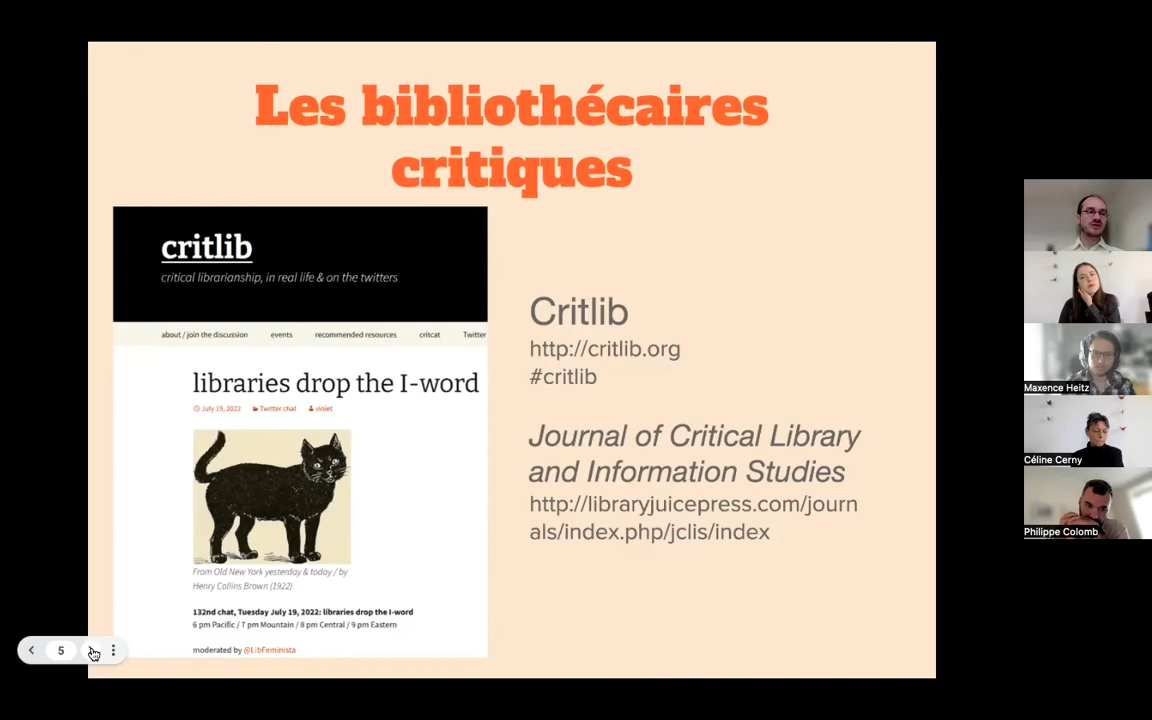 Les bibliothécaires
critiques
critlib
critical librarianship, in real life & on the twitters
about / join the discussion events recommended resources critcat Twitter
libraries drop the I-word
July 19, 2022 Twitter chat violet
From Old New York yesterday & today / by
Henry Collins Brown (1922)
132nd chat, Tuesday July 19, 2022: libraries drop the I-word
6 pm Pacific / 7 pm Mountain / 8 pm Central / 9 pm Eastern
moderated by @LibFeminista
Critlib
http://critlib.org
#critlib
Journal of Critical Library
and Information Studies
http://libraryjuicepress.com/journ
als/index.php/jclis/index
Maxence Heitz
Céline Cerny
Philippe Colomb
5